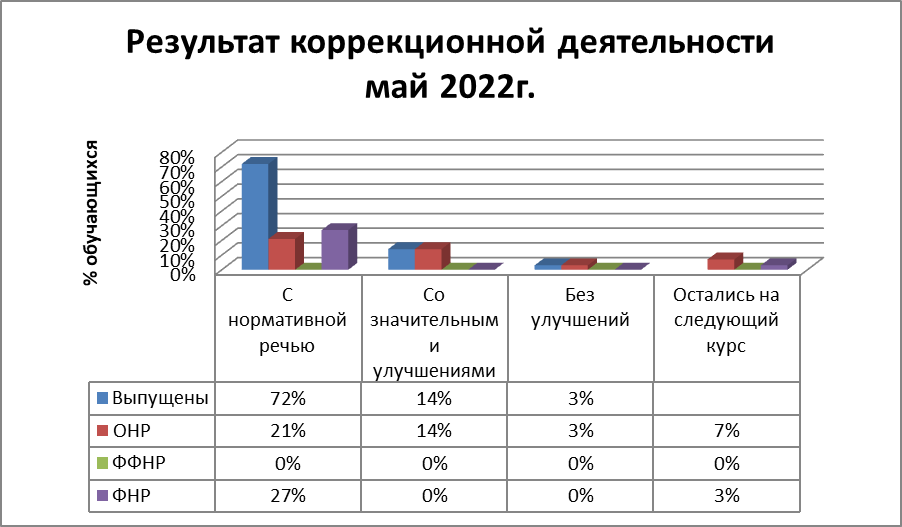 Результат коррекционной деятельности
май 2022г.
% обучающихся
80%
70%
60%
50%
40%
30%
20%
10%
0%
С нормативной речью
Со значительным и улучшениями
Без улучшений
Остались на следующий курс
Выпущены 72% 14% 3%
ОНР 21% 14% 3% 7%
ФФНР 0% 0% 0% 0%
ФНР 27% 0% 0% 3%